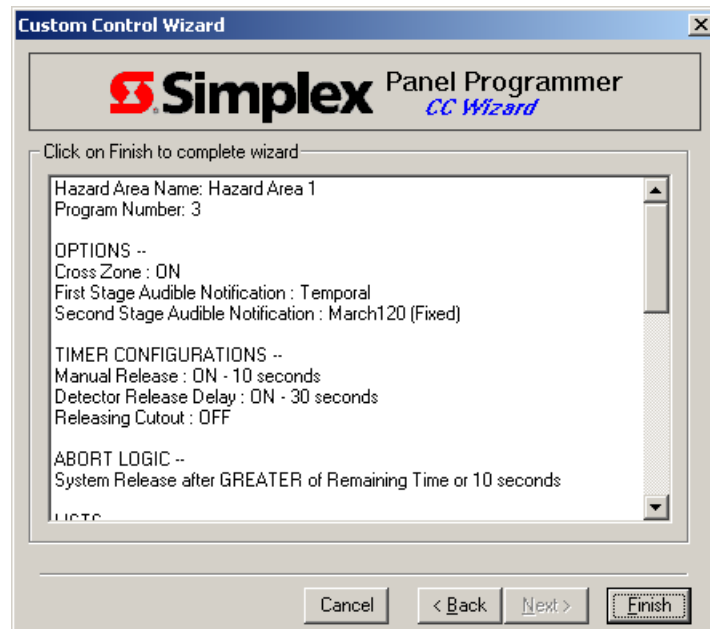 Custom Control Wizard
Simplex Panel Programmer
CC Wizard
Click on Finish to complete wizard
Hazard Area Name: Hazard Area 1
Program Number: 3
OPTIONS --
Cross Zone : ON
First Stage Audible Notification : Temporal
Second Stage Audible Notification : March120 (Fixed)
TIMER CONFIGURATIONS --
Manual Release : ON - 10 seconds
Detector Release Delay : ON - 30 seconds
Releasing Cutout : OFF
ABORT LOGIC --
System Release after GREATER of Remaining Time or 10 seconds
Cancel < Back Next > Finish